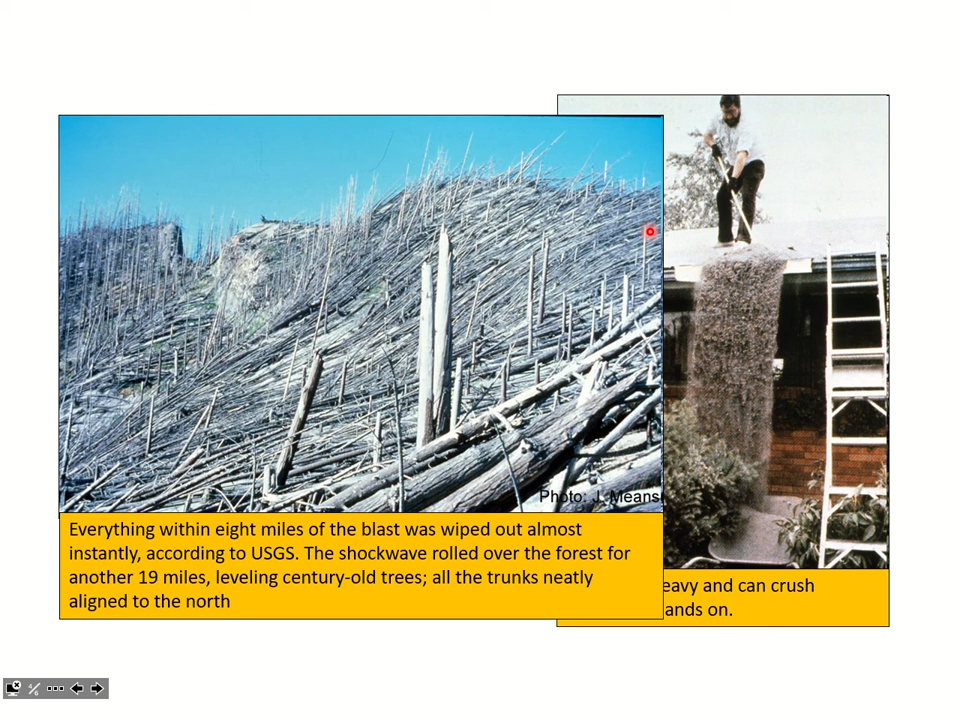 Photo: J. Means
Everything within eight miles of the blast was wiped out almost
instantly, according to USGS. The shockwave rolled over the forest for
another 19 miles, leveling century-old trees; all the trunks neatly
aligned to the north
and can crush
on.